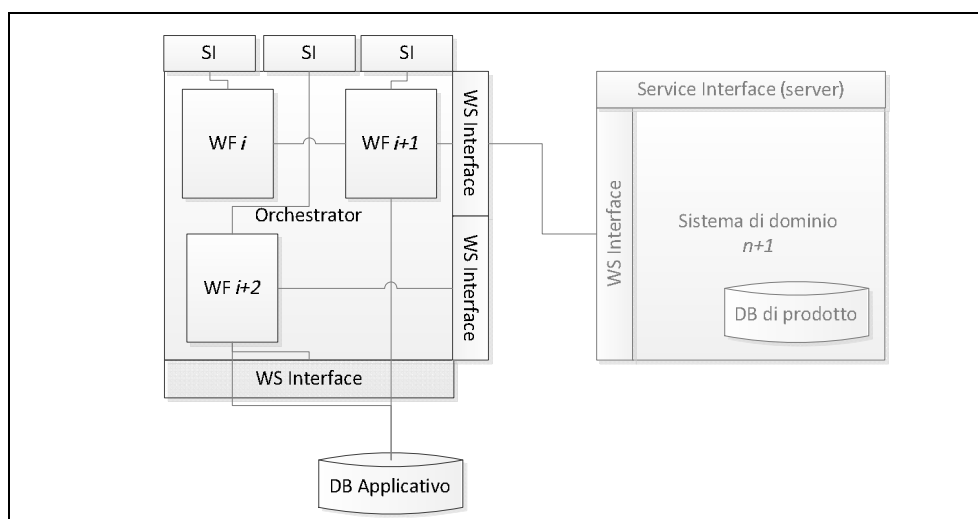 SI
SI
SI
WF i
WF i+1
WS Interface
Orchestrator
WF i+2
WS Interface
WS Interface
DB Applicativo
Service Interface (server)
WS Interface
Sistema di dominio
n+1
DB di prodotto